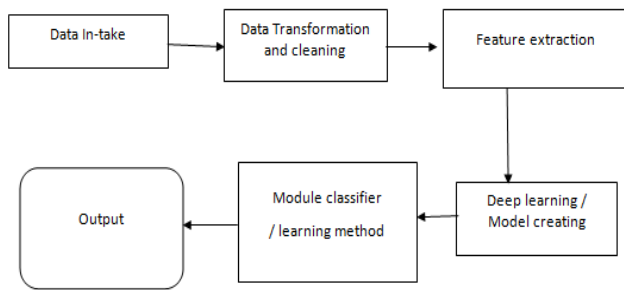 Data In-take
Data Transformation
and cleaning
Feature extraction
Deep learning /
Model creating
Module classifier
/ learning method
Output